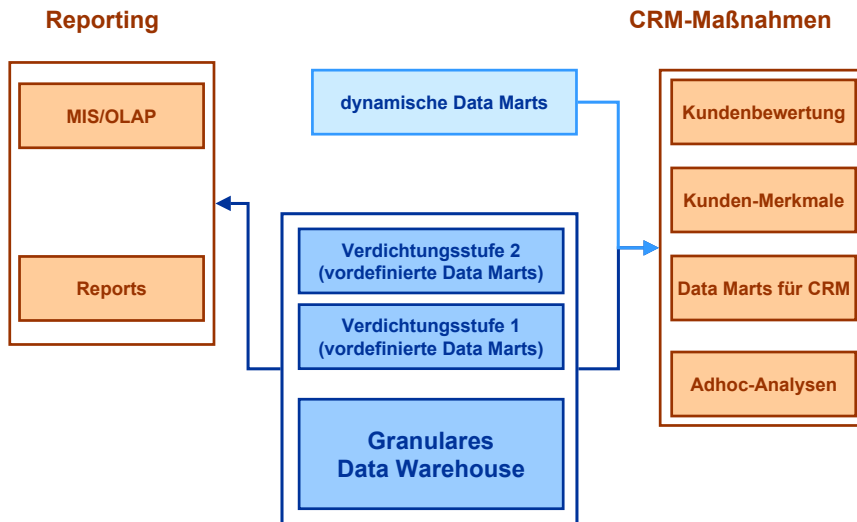 Reporting
CRM-Maßnahmen
MIS/OLAP
Reports
dynamische Data Marts
Verdichtungsstufe 2
(vordefinierte Data Marts)
Verdichtungsstufe 1
(vordefinierte Data Marts)
Granulares
Data Warehouse
Kundenbewertung
Kunden-Merkmale
Data Marts für CRM
Adhoc-Analysen